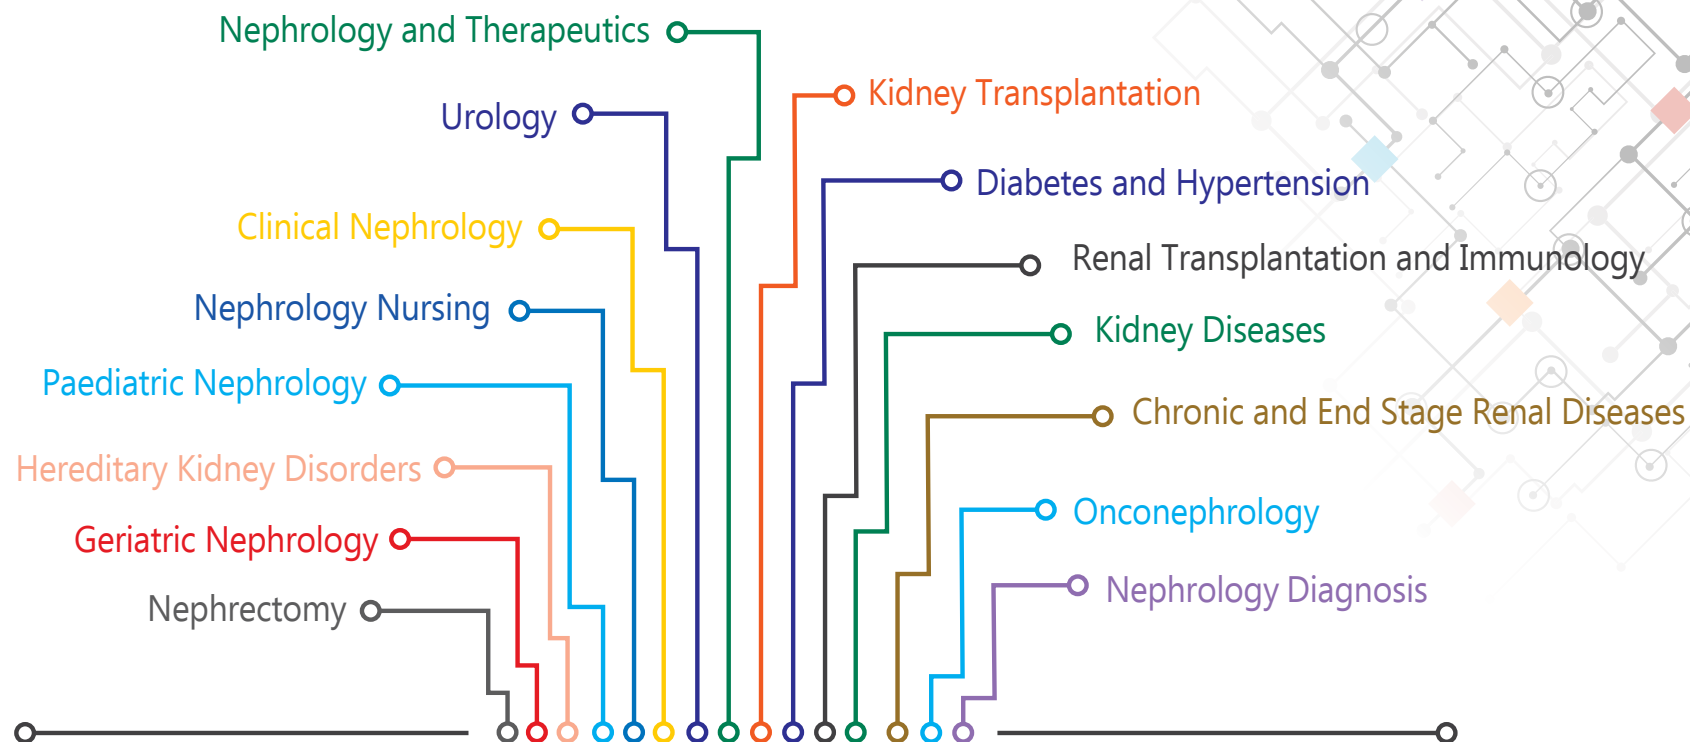 Nephrology and Therapeutics
Urology
Clinical Nephrology
Nephrology Nursing
Paediatric Nephrology
Hereditary Kidney Disorders
Geriatric Nephrology
Nephrectomy
Kidney Transplantation
Diabetes and Hypertension
Renal Transplantation and Immunology
Kidney Diseases
Chronic and End Stage Renal Diseases
Onconephrology
Nephrology Diagnosis